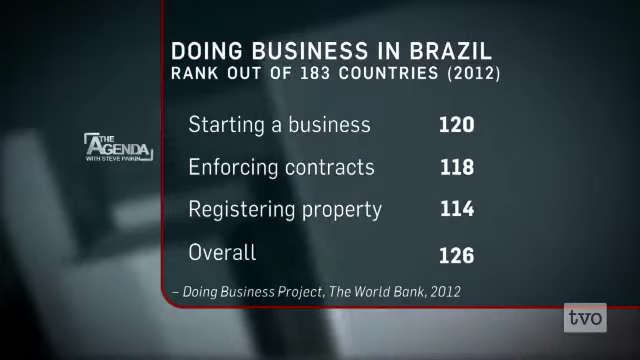 DOING BUSINESS IN BRAZIL
RANK OUT OF 183 COUNTRIES (2012)
Starting a business 120
Enforcing contracts 118
Registering property 114
Overall 126
– Doing Business Project, The World Bank, 2012
THE
AGENDA
WITH STEVE PAIKIN
tvo